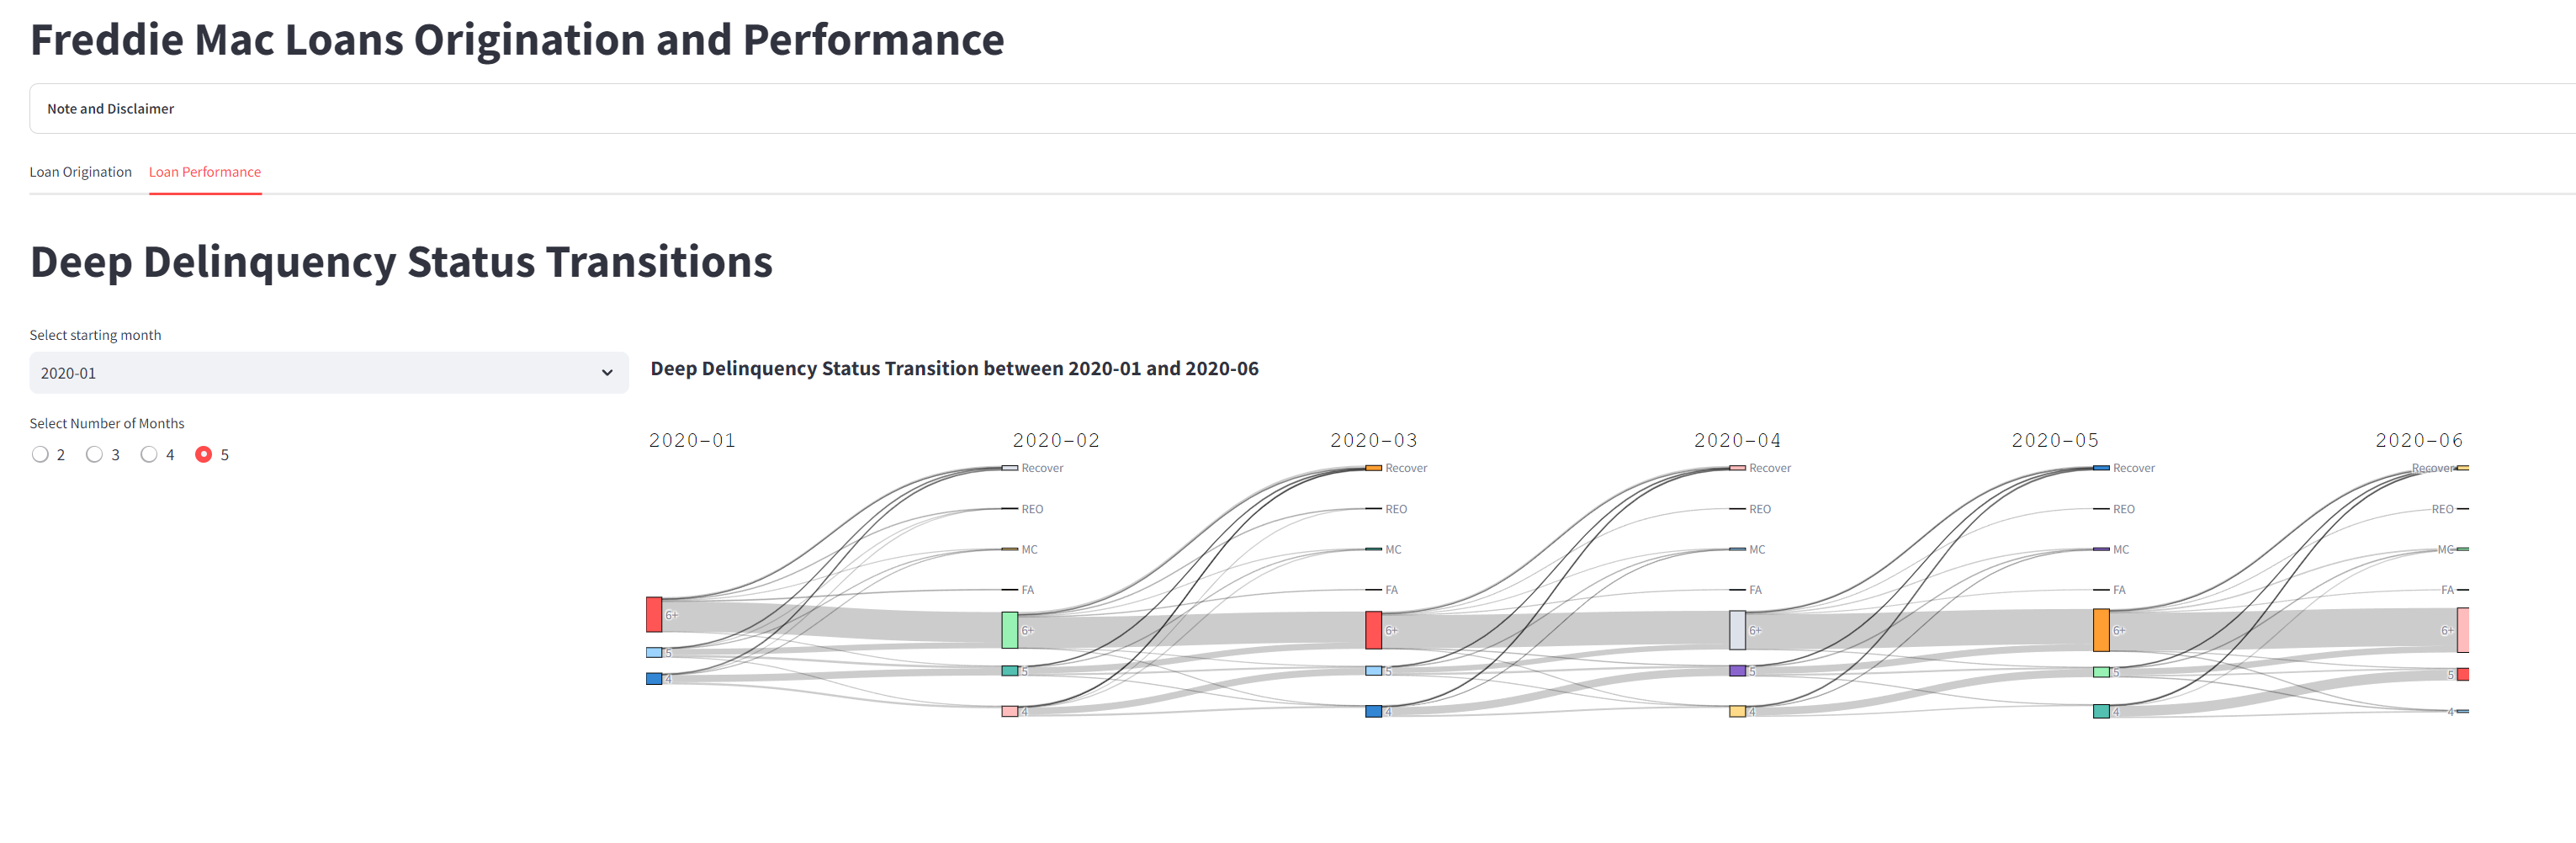 Freddie Mac Loans Origination and Performance
Note and Disclaimer
Loan Origination Loan Performance
Deep Delinquency Status Transitions
Select starting month
2020-01
Select Number of Months
2 3 4 5
Deep Delinquency Status Transition between 2020-01 and 2020-06
2020-01 2020-02 2020-03 2020-04 2020-05 2020-06
Recover Recover Recover Recover Recover
REO REO REO REO REO
MC MC MC MC MC
FA FA FA FA FA
6+ 6+ 6+ 6+ 6+ 6+
5 5 5 5 5 5
4 4 4 4 4 4